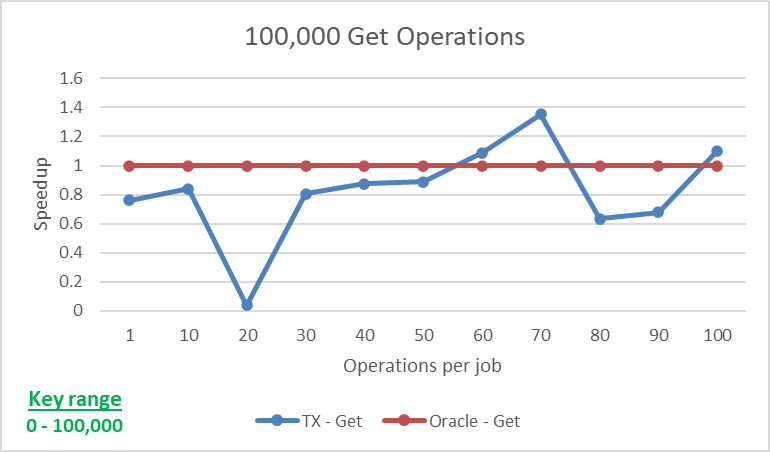 100,000 Get Operations
1.6
1.4
1.2
1
0.8
0.6
0.4
0.2
0
Speedup
1 10 20 30 40 50 60 70 80 90 100
Operations per job
Key range
0 - 100,000
TX - Get Oracle - Get